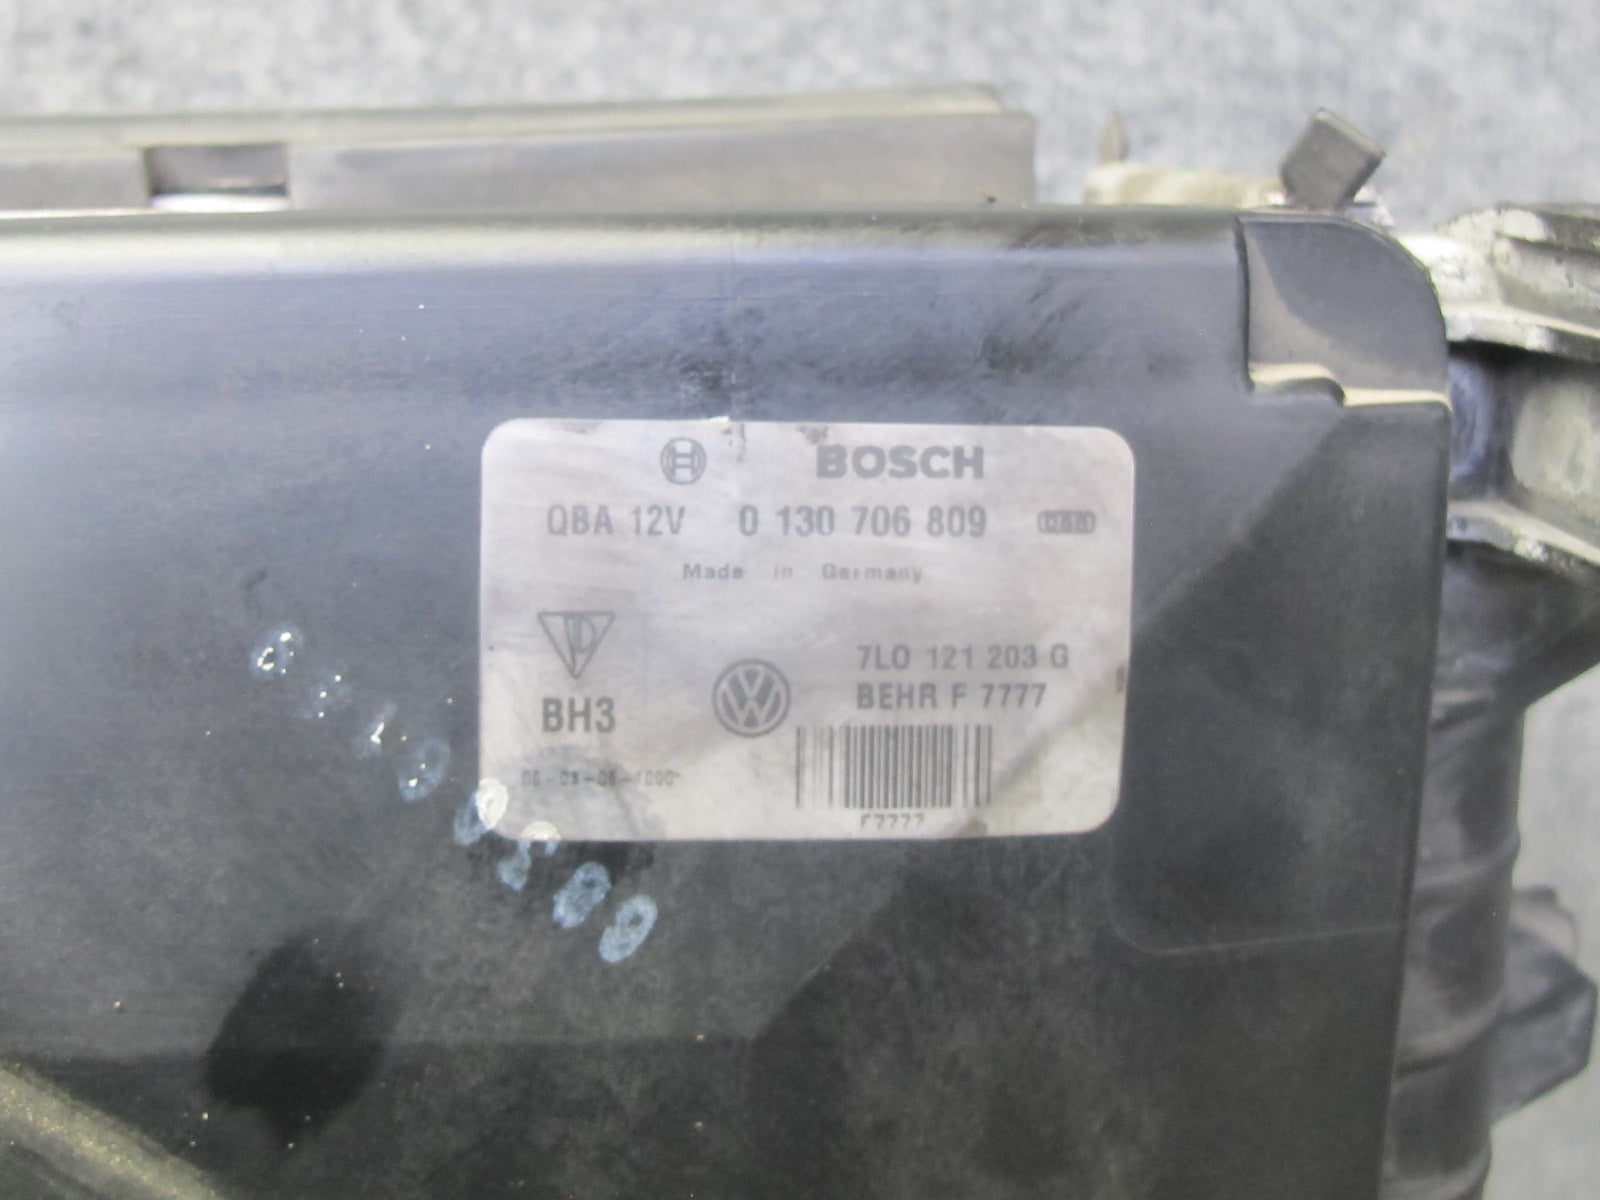 BOSCH
QBA 12V 0 130 706 809
Made in Germany
7L0 121 203 G
BEHR F 7777
BH3
F7777